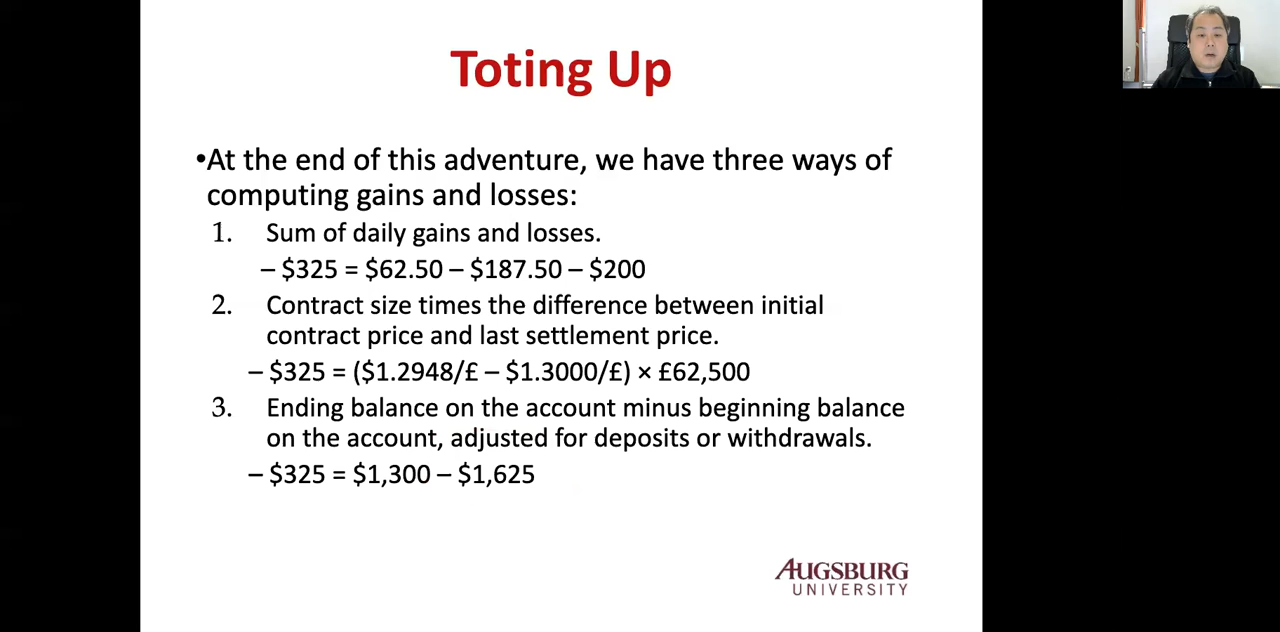 Toting Up
•At the end of this adventure, we have three ways of
computing gains and losses:
1. Sum of daily gains and losses.
– $325 = $62.50 – $187.50 – $200
2. Contract size times the difference between initial
contract price and last settlement price.
– $325 = ($1.2948/£ – $1.3000/£) × £62,500
3. Ending balance on the account minus beginning balance
on the account, adjusted for deposits or withdrawals.
– $325 = $1,300 – $1,625
AUGSBURG
UNIVERSITY